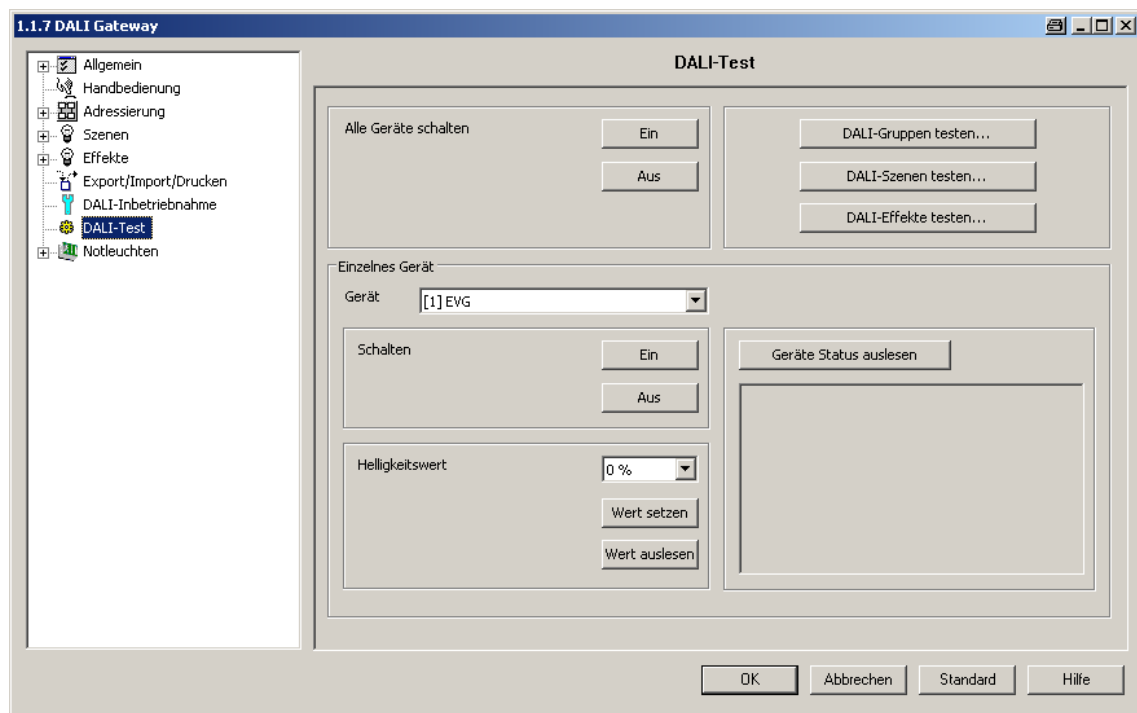 1.1.7 DALI Gateway
Allgemein
Handbedienung
Adressierung
Szenen
Effekte
Export/Import/Drucken
DALI-Inbetriebnahme
DALI-Test
Notleuchten
DALI-Test
Alle Geräte schalten
Ein
Aus
DALI-Gruppen testen...
DALI-Szenen testen...
DALI-Effekte testen...
Einzelnes Gerät
Gerät
[1] EVG
Schalten
Ein
Aus
Geräte Status auslesen
Helligkeitswert
0 %
Wert setzen
Wert auslesen
OK
Abbrechen
Standard
Hilfe